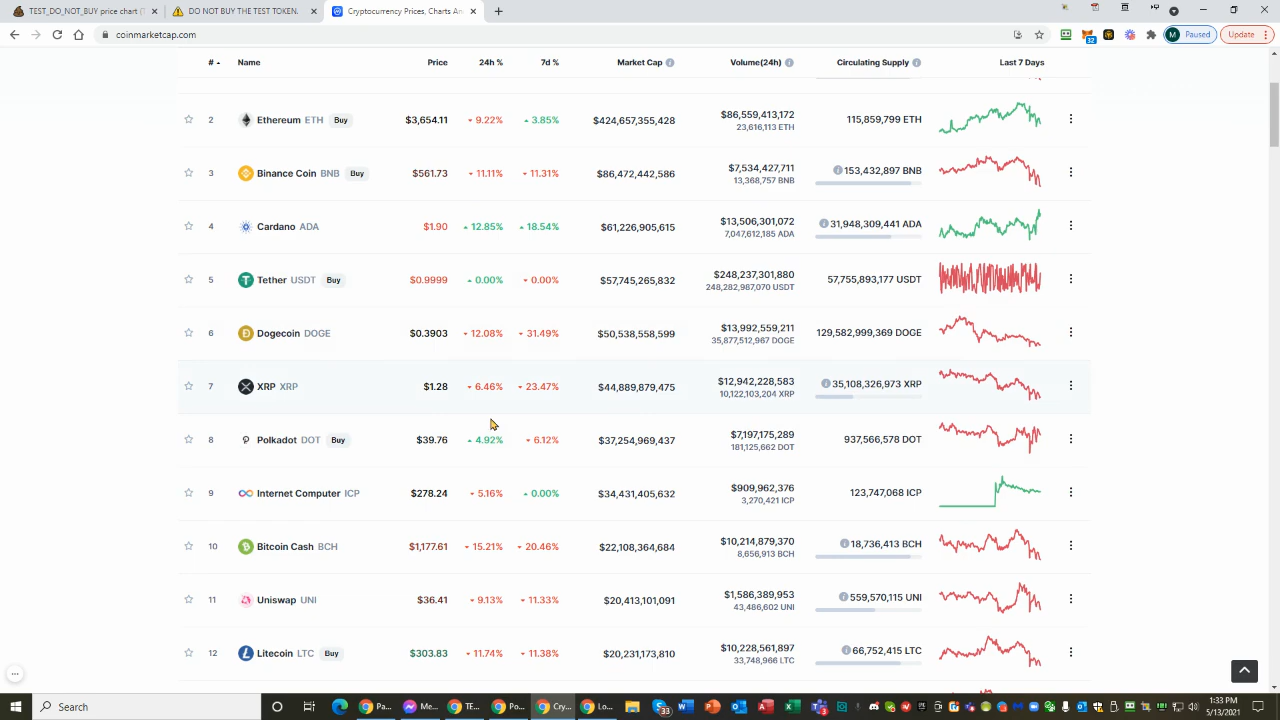 TEST_DO_NOT_BUY price chart (T
DO NOT BUY THE TEST TOKEN.
Cryptocurrency Prices, Charts An
coinmarketcap.com
32
M Paused
Update
# Name Price 24h % 7d % Market Cap Volume(24h) Circulating Supply Last 7 Days
2 Ethereum ETH Buy $3,654.11 9.22% 3.85% $424,657,355,428 $86,559,413,172 115,859,799 ETH
23,616,113 ETH
3 Binance Coin BNB Buy $561.73 11.11% 11.31% $86,472,442,586 $7,534,427,711 153,432,897 BNB
13,368,757 BNB
4 Cardano ADA $1.90 12.85% 18.54% $61,226,905,615 $13,506,301,072 31,948,309,441 ADA
7,047,612,185 ADA
5 Tether USDT Buy $0.9999 0.00% 0.00% $57,745,265,832 $248,237,301,880 57,755,893,177 USDT
248,282,987,070 USDT
6 Dogecoin DOGE $0.3903 12.08% 31.49% $50,538,558,599 $13,992,559,211 129,582,999,369 DOGE
35,877,512,967 DOGE
7 XRP XRP $1.28 6.46% 23.47% $44,889,879,475 $12,942,228,583 35,108,326,973 XRP
10,122,103,204 XRP
8 Polkadot DOT Buy $39.76 4.92% 6.12% $37,254,969,437 $7,197,175,289 937,566,578 DOT
181,125,662 DOT
9 Internet Computer ICP $278.24 5.16% 0.00% $34,431,405,632 $909,962,376 123,747,068 ICP
3,270,421 ICP
10 Bitcoin Cash BCH $1,177.61 15.21% 20.46% $22,108,364,684 $10,214,879,370 18,736,413 BCH
8,656,913 BCH
11 Uniswap UNI $36.41 9.13% 11.33% $20,413,101,091 $1,586,389,953 559,570,115 UNI
43,486,602 UNI
12 Litecoin LTC Buy $303.83 11.74% 11.38% $20,231,173,810 $10,228,561,897 66,752,415 LTC
33,748,966 LTC
Search
Pa...
Me...
TE...
Po...
Cry...
Lo...
33
1:33 PM
5/13/2021